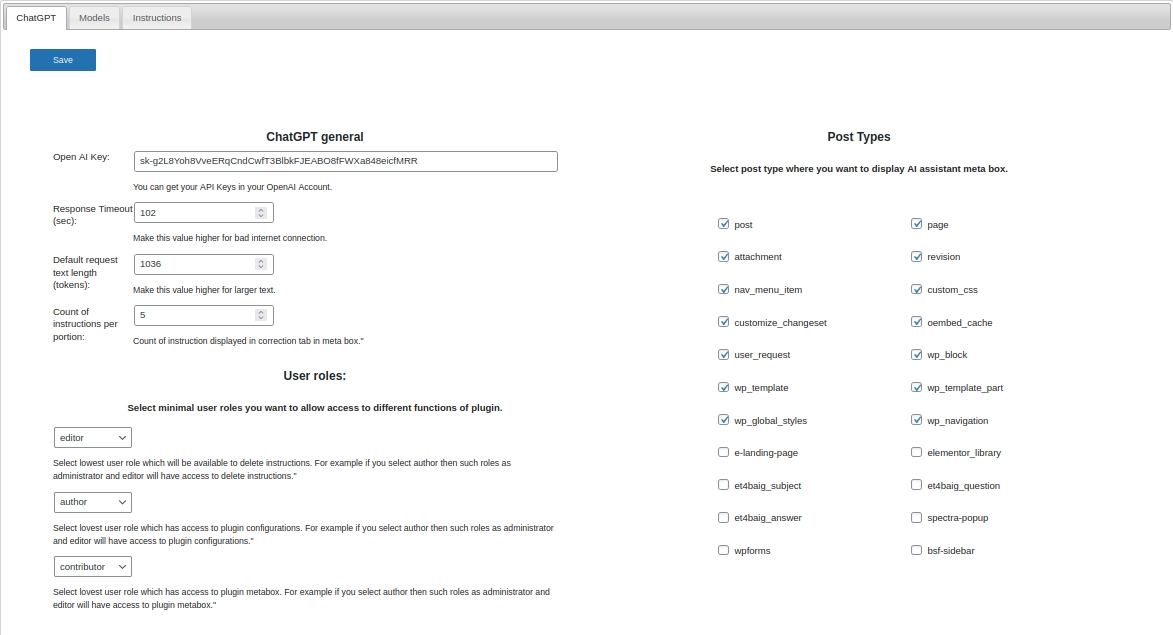 ChatGPT Models Instructions
Save
ChatGPT general
Open AI Key:
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
You can get your API Keys in your OpenAI Account.
Response Timeout
(sec):
102
Make this value higher for bad internet connection.
Default request
text length
(tokens):
1036
Make this value higher for larger text.
Count of
instructions per
portion:
5
Count of instruction displayed in correction tab in meta box."
User roles:
Select minimal user roles you want to allow access to different functions of plugin.
editor
Select lowest user role which will be available to delete instructions. For example if you select author then such roles as
administrator and editor will have access to delete instructions."
author
Select lovest user role which has access to plugin configurations. For example if you select author then such roles as administrator
and editor will have access to plugin configurations."
contributor
Select lovest user role which has access to plugin metabox. For example if you select author then such roles as administrator and
editor will have access to plugin metabox."
Post Types
Select post type where you want to display AI assistant meta box.
post page
attachment revision
nav_menu_item custom_css
customize_changeset oembed_cache
user_request wp_block
wp_template wp_template_part
wp_global_styles wp_navigation
e-landing-page elementor_library
et4baig_subject et4baig_question
et4baig_answer spectra-popup
wpforms bsf-sidebar